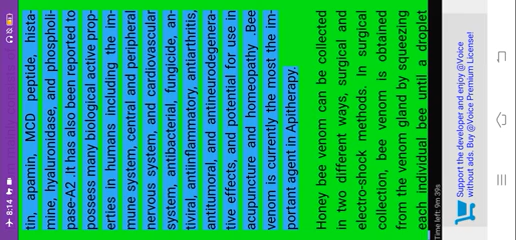 8:14
tin, apamin, MCD peptide, hista-
mine, hyaluronidase, and phospholi-
pase-A2 .It has also been reported to
possess many biological active prop-
erties in humans including the im-
mune system, central and peripheral
nervous system, and cardiovascular
system, antibacterial, fungicide, an-
tiviral, antiinflammatory, antiarthritis,
antitumoral, and antineurodegenera-
tive effects, and potential for use in
acupuncture and homeopathy .Bee
venom is currently the most the im-
portant agent in Apitherapy.
Honey bee venom can be collected
in two different ways, surgical and
electro-shock methods. In surgical
collection, bee venom is obtained
from the venom gland by squeezing
each individual bee until a droplet
Time left: 9m 39s
Support the developer and enjoy @Voice
without ads. Buy @Voice Premium License!